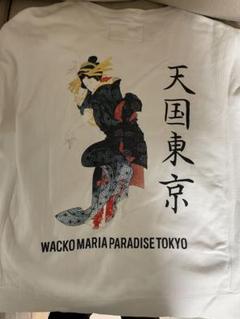 天国東京
WACKO MARIA PARADISE TOKYO